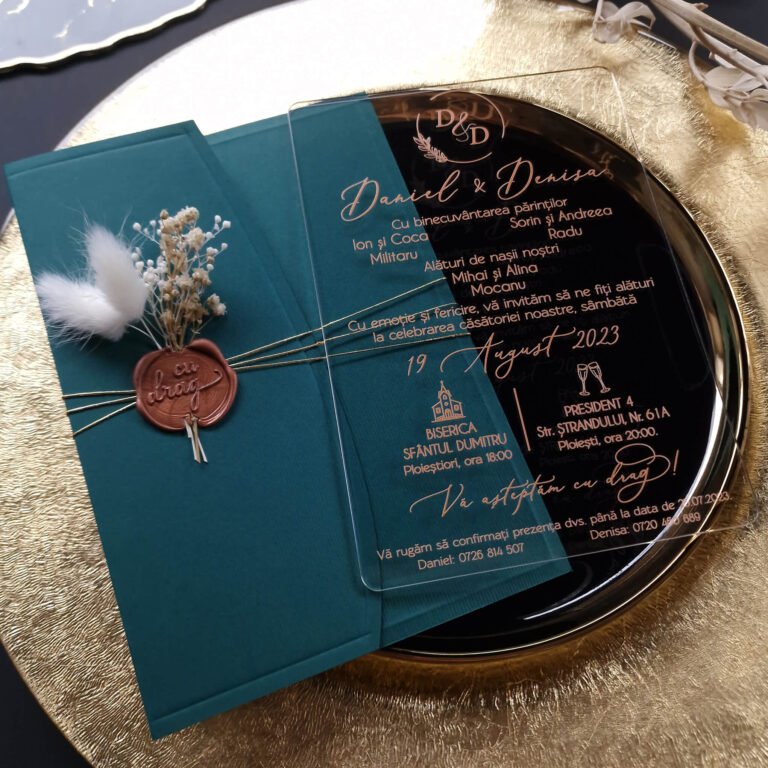 cu
drag
D&D
Daniel & Denisa
Cu binecuvântarea părinților
Ion și Coca Sorin și Andreea
Militaru Radu
Alături de nașii noștri
Mihai și Alina
Mocanu
Cu emoție și fericire, vă invităm să ne fiți alături
la celebrarea căsătoriei noastre, sâmbătă
19 August 2023
BISERICA
SFÂNTUL DUMITRU
Ploieștiori, ora 18:00
PRESIDENT 4
Str. ȘTRANDULUI, Nr. 61A
Ploiești, ora 20:00.
Vă așteptăm cu drag!
Vă rugăm să confirmați prezența dvs. până la data de
Daniel: 0726 814 507 Denisa: 0720